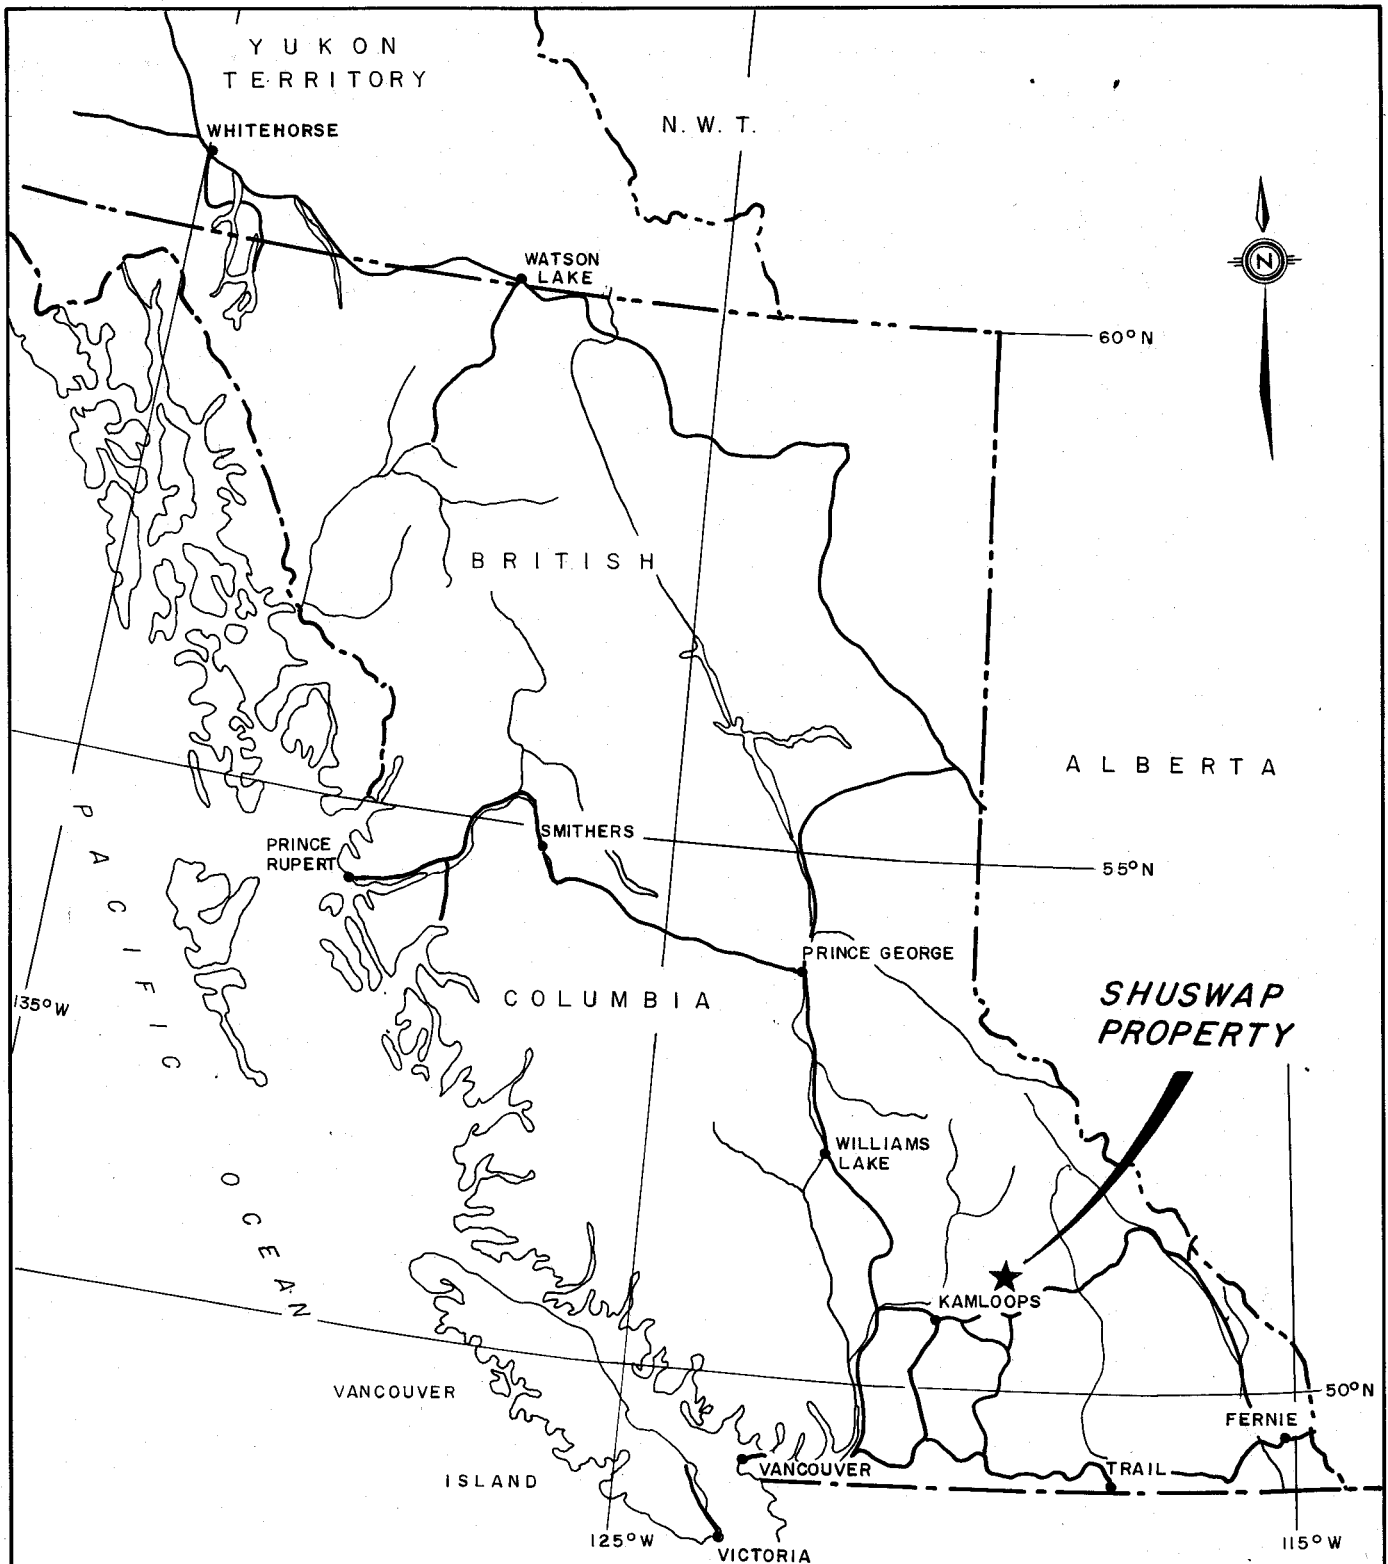 YUKON
TERRITORY
N.W.T.
WHITEHORSE
N
WATSON
LAKE
60°N
BRITISH
ALBERTA
PACIFIC
SMITHERS
PRINCE
RUPERT
55°N
PRINCE GEORGE
COLUMBIA
135°W
SHUSWAP
PROPERTY
WILLIAMS
LAKE
OCEAN
KAMLOOPS
VANCOUVER
50°N
FERNIE
ISLAND
VANCOUVER
TRAIL
125°W
VICTORIA
115°W